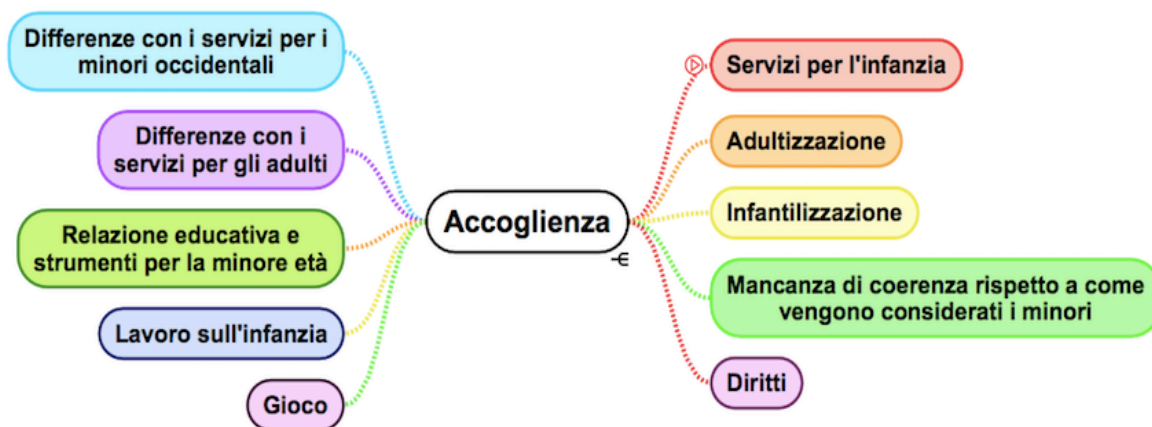 Differenze con i servizi per i
minori occidentali
Differenze con i
servizi per gli adulti
Relazione educativa e
strumenti per la minore età
Lavoro sull'infanzia
Gioco
Accoglienza
Servizi per l'infanzia
Adultizzazione
Infantilizzazione
Mancanza di coerenza rispetto a come
vengono considerati i minori
Diritti